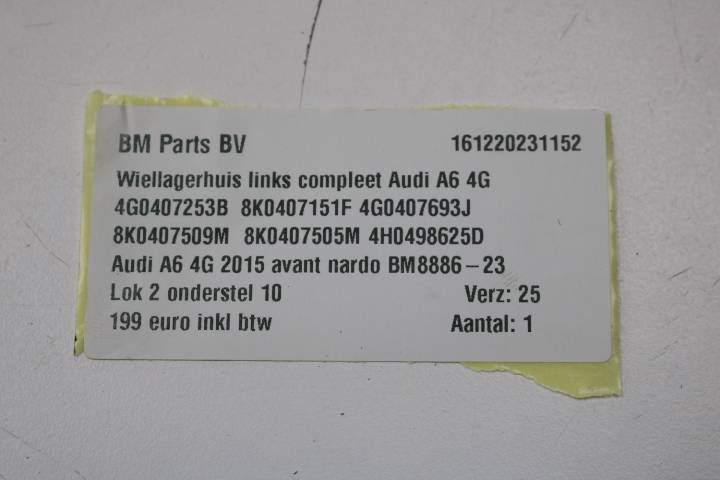 BM Parts BV 161220231152
Wiellagerhuis links compleet Audi A6 4G
4G0407253B 8K0407151F 4G0407693J
8K0407509M 8K0407505M 4H0498625D
Audi A6 4G 2015 avant nardo BM8886-23
Lok 2 onderstel 10 Verz: 25
199 euro inkl btw Aantal: 1